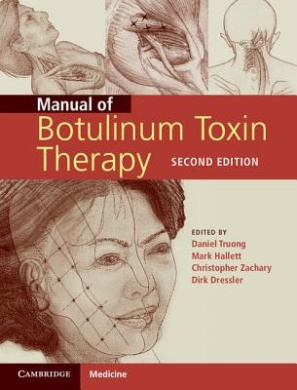 Manual of
Botulinum Toxin
Therapy SECOND EDITION
EDITED BY
Daniel Truong
Mark Hallett
Christopher Zachary
Dirk Dressler
CAMBRIDGE Medicine